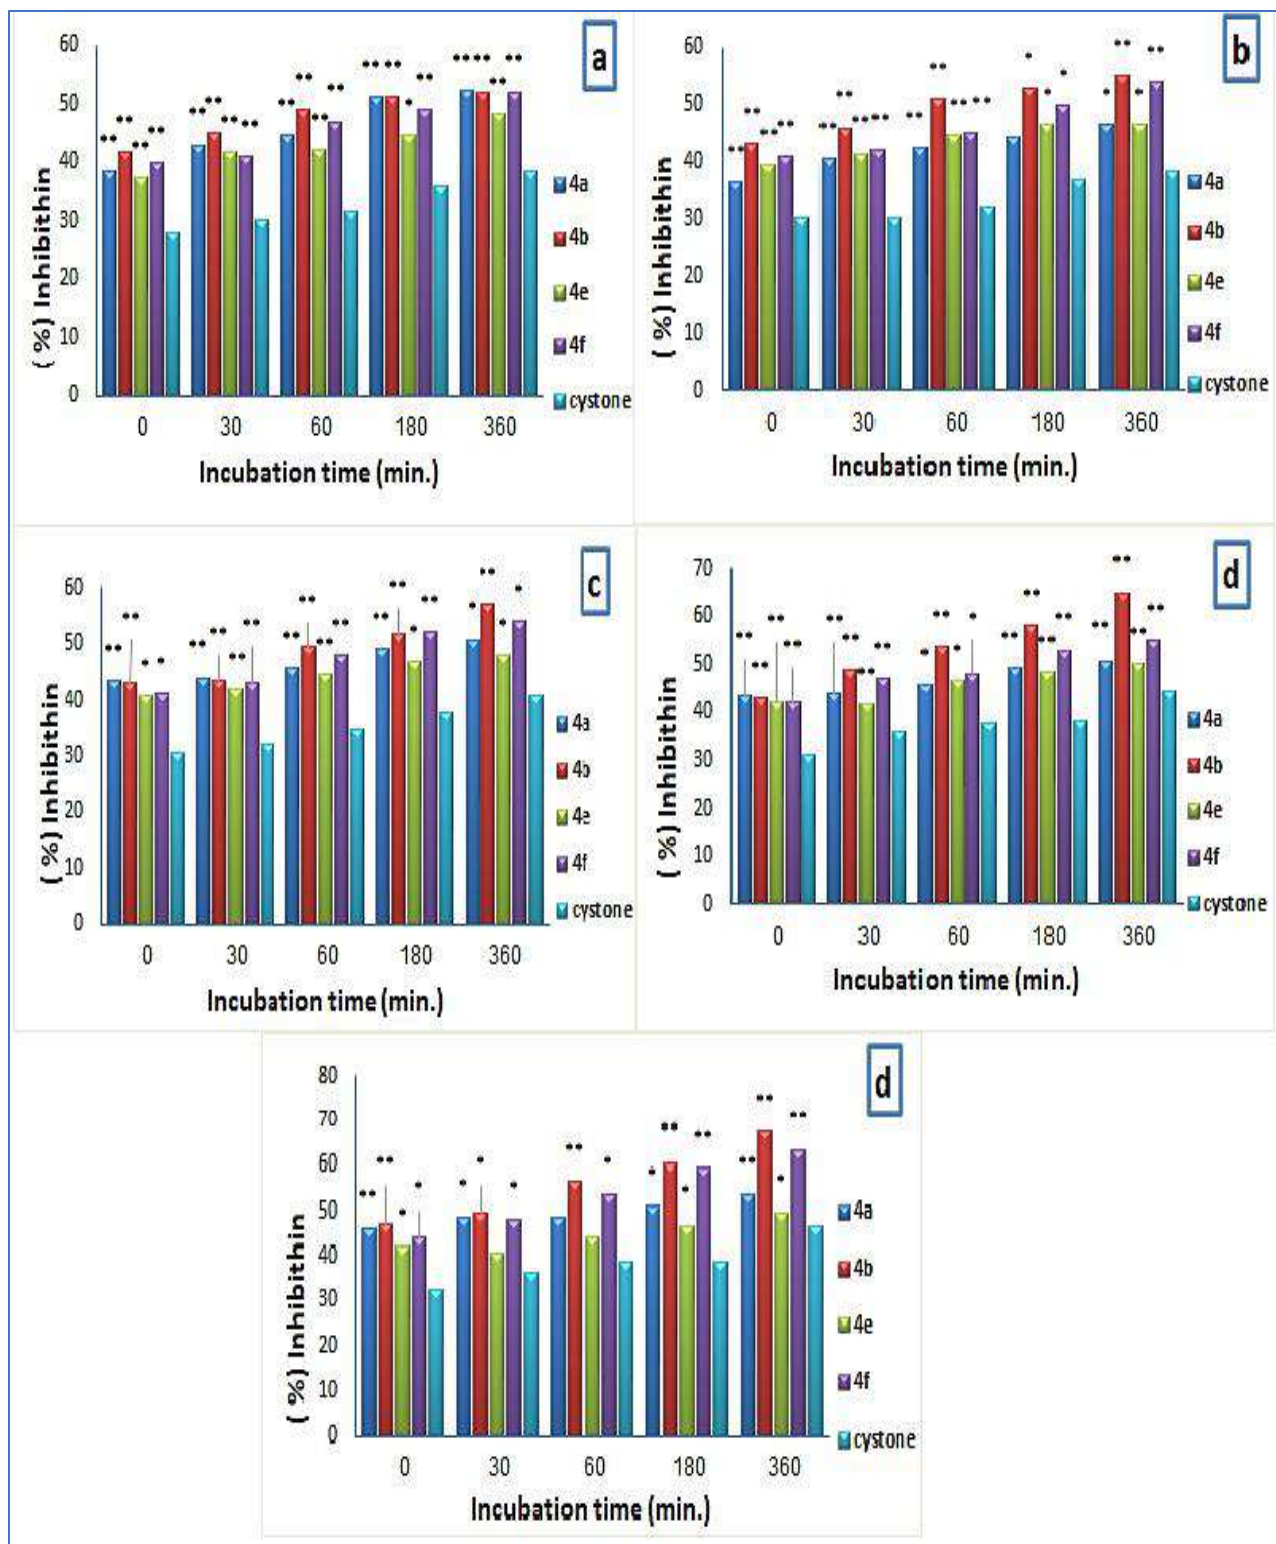 a
60
50
40
30
20
10
0
( %) Inhibithin
** ** ** ** ** ** ** ** ** ** ** ** ** ** * ** ** ** ** **
0 30 60 180 360
Incubation time (min.)
4a
4b
4e
4f
cystone
b
60
50
40
30
20
10
0
( %) Inhibithin
** ** ** ** ** ** ** ** ** ** ** ** * * * * ** * **
0 30 60 180 360
Incubation time (min.)
4a
4b
4e
4f
cystone
c
60
50
40
30
20
10
0
( %) Inhibithin
** ** * * ** ** ** ** ** ** ** ** ** ** * ** * ** * *
0 30 60 180 360
Incubation time (min.)
4a
4b
4e
4f
cystone
d
70
60
50
40
30
20
10
0
( %) Inhibithin
** ** ** ** ** ** ** ** * ** * * ** ** ** ** ** ** ** **
0 30 60 180 360
Incubation time (min.)
4a
4b
4e
4f
cystone
d
80
70
60
50
40
30
20
10
0
( %) Inhibithin
** ** * * * * * ** * * ** * ** ** ** * **
0 30 60 180 360
Incubation time (min.)
4a
4b
4e
4f
cystone